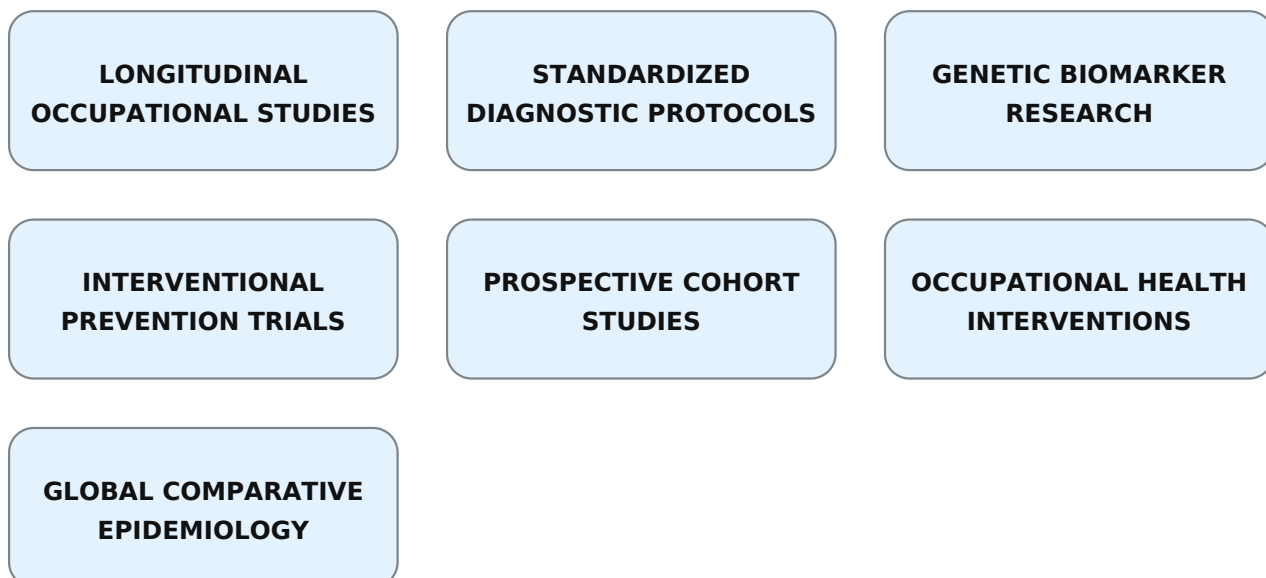 LONGITUDINAL
OCCUPATIONAL STUDIES
STANDARDIZED
DIAGNOSTIC PROTOCOLS
GENETIC BIOMARKER
RESEARCH
INTERVENTIONAL
PREVENTION TRIALS
PROSPECTIVE COHORT
STUDIES
OCCUPATIONAL HEALTH
INTERVENTIONS
GLOBAL COMPARATIVE
EPIDEMIOLOGY